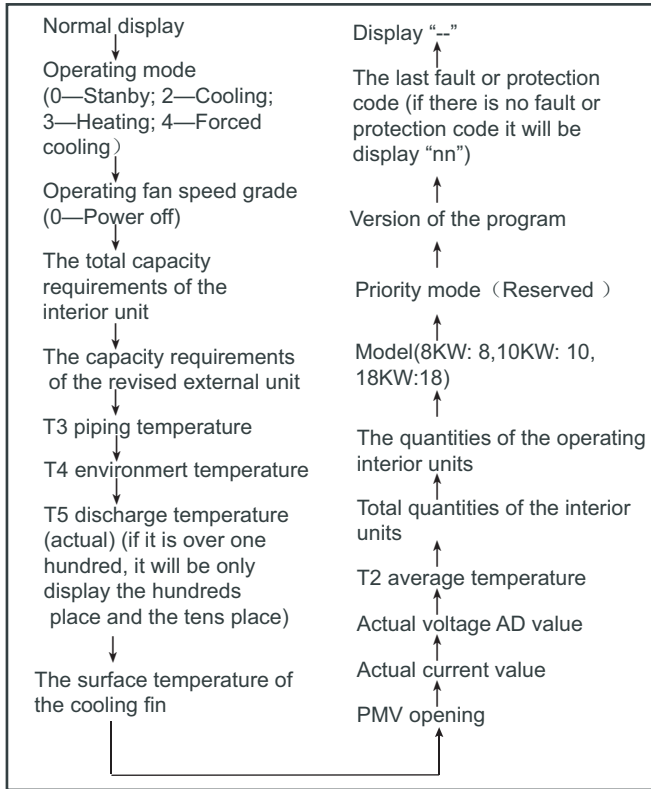 Normal display
Operating mode
(0—Stanby; 2—Cooling;
3—Heating; 4—Forced
cooling）
Operating fan speed grade
(0—Power off)
The total capacity
requirements of the
interior unit
The capacity requirements
of the revised external unit
T3 piping temperature
T4 environmert temperature
T5 discharge temperature
(actual) (if it is over one
hundred, it will be only
display the hundreds
place and the tens place)
The surface temperature of
the cooling fin
PMV opening
Actual current value
Actual voltage AD value
T2 average temperature
Total quantities of the interior
units
The quantities of the operating
interior units
Model(8KW: 8,10KW: 10,
18KW:18)
Priority mode（Reserved ）
Version of the program
The last fault or protection
code (if there is no fault or
protection code it will be
display “nn”)
Display “--”